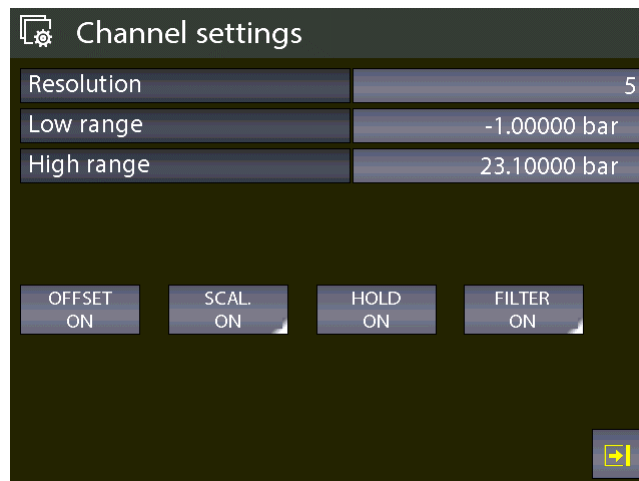 Channel settings
Resolution 5
Low range -1.00000 bar
High range 23.10000 bar
OFFSET SCAL. HOLD FILTER
ON ON ON ON